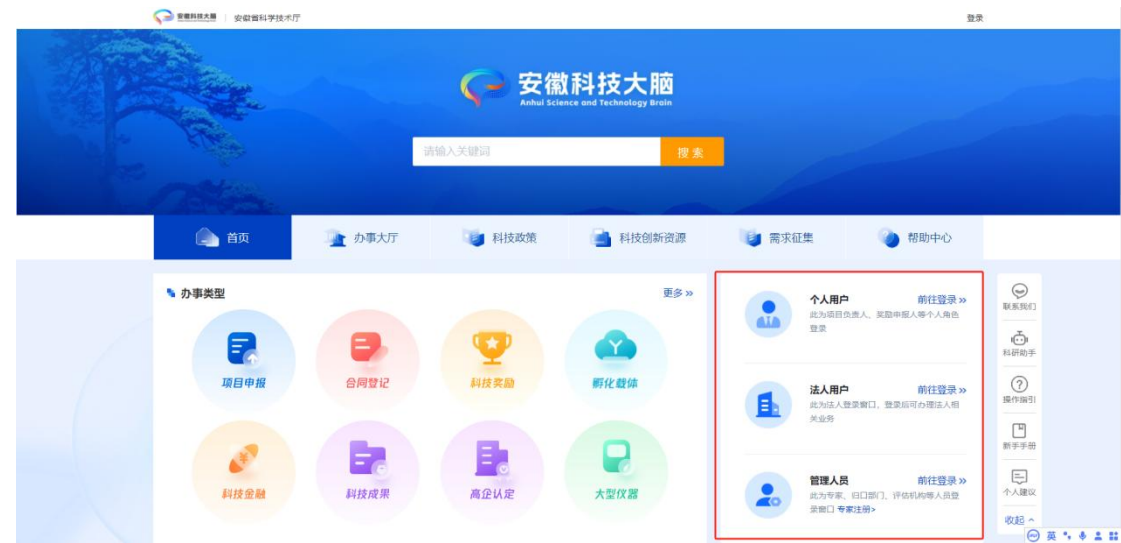 安徽科技大脑
安徽省科学技术厅
登录
安徽科技大脑
Anhui Science and Technology Brain
请输入关键词
搜 索
首页
办事大厅
科技政策
科技创新资源
需求征集
帮助中心
办事类型
更多 »
项目申报
合同登记
科技奖励
孵化载体
科技金融
科技成果
高企认定
大型仪器
个人用户
前往登录 »
此为项目负责人、奖励申报人等个人角色
登录
法人用户
前往登录 »
此为法人登录窗口，登录后可办理法人相
关业务
管理人员
前往登录 »
此为专家、归口部门、评估机构等人员登
录窗口 专家注册>
联系我们
科研助手
操作指引
新手手册
个人建议
收起
英